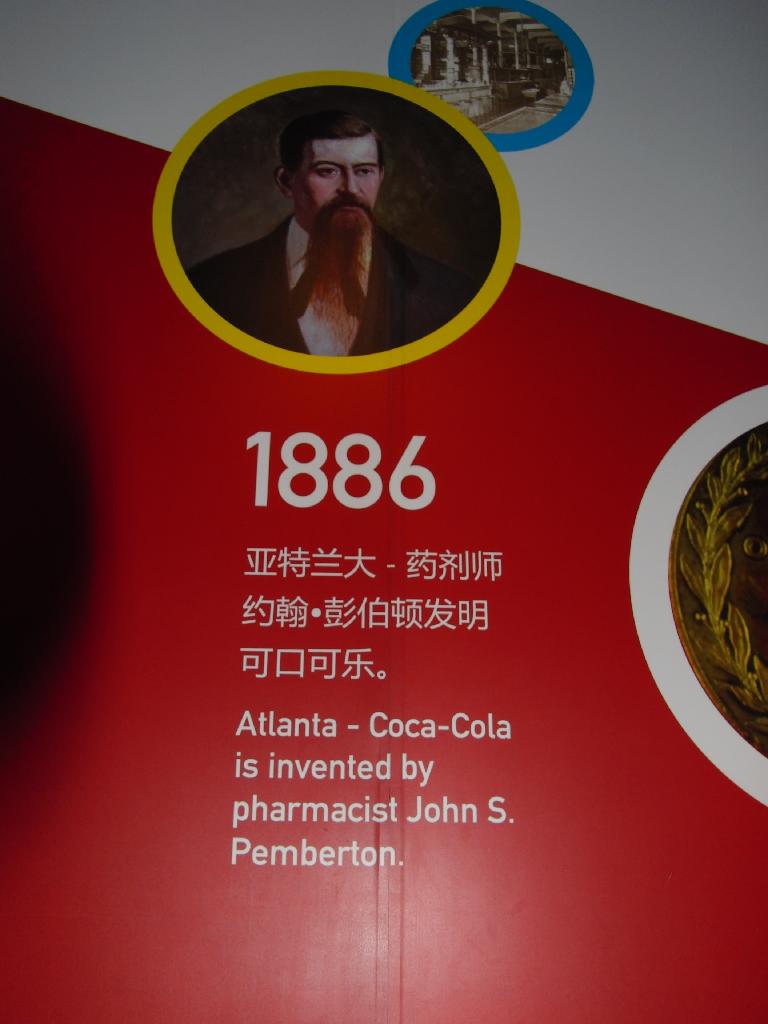 1886
亚特兰大 - 药剂师
约翰•彭伯顿发明
可口可乐。
Atlanta - Coca-Cola
is invented by
pharmacist John S.
Pemberton.